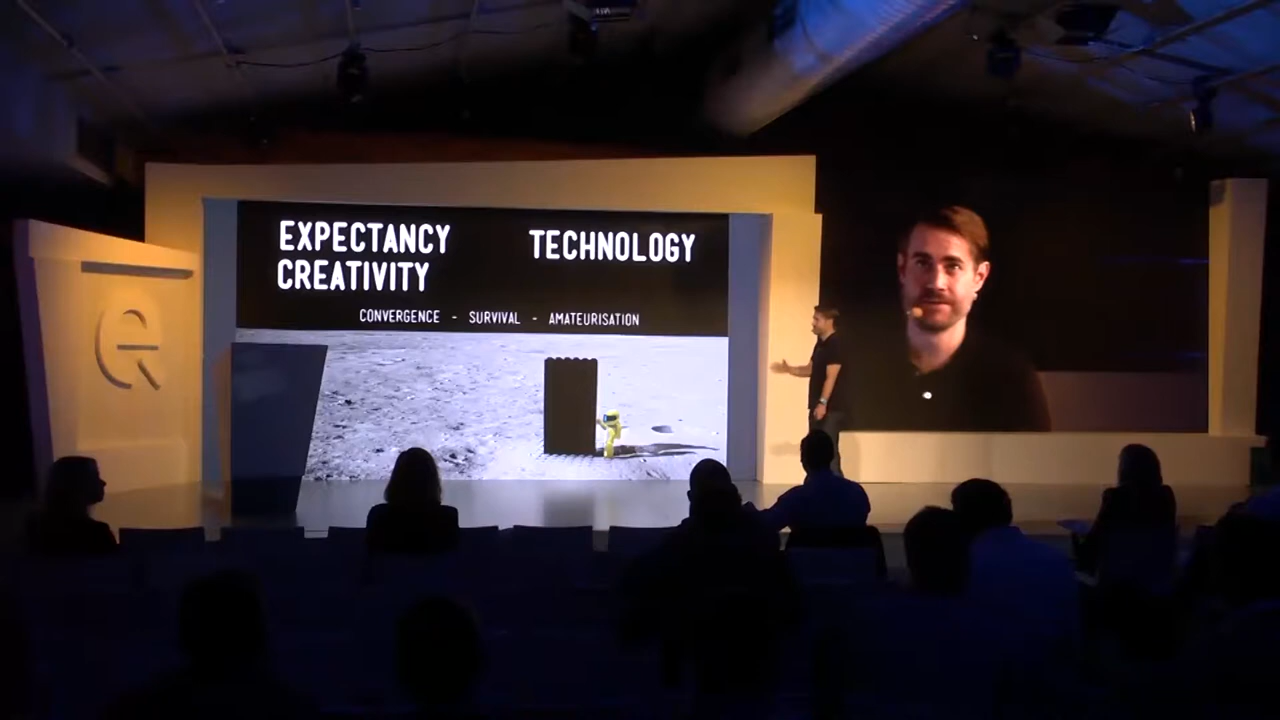 EXPECTANCY TECHNOLOGY
CREATIVITY
CONVERGENCE - SURVIVAL - AMATEURISATION
e